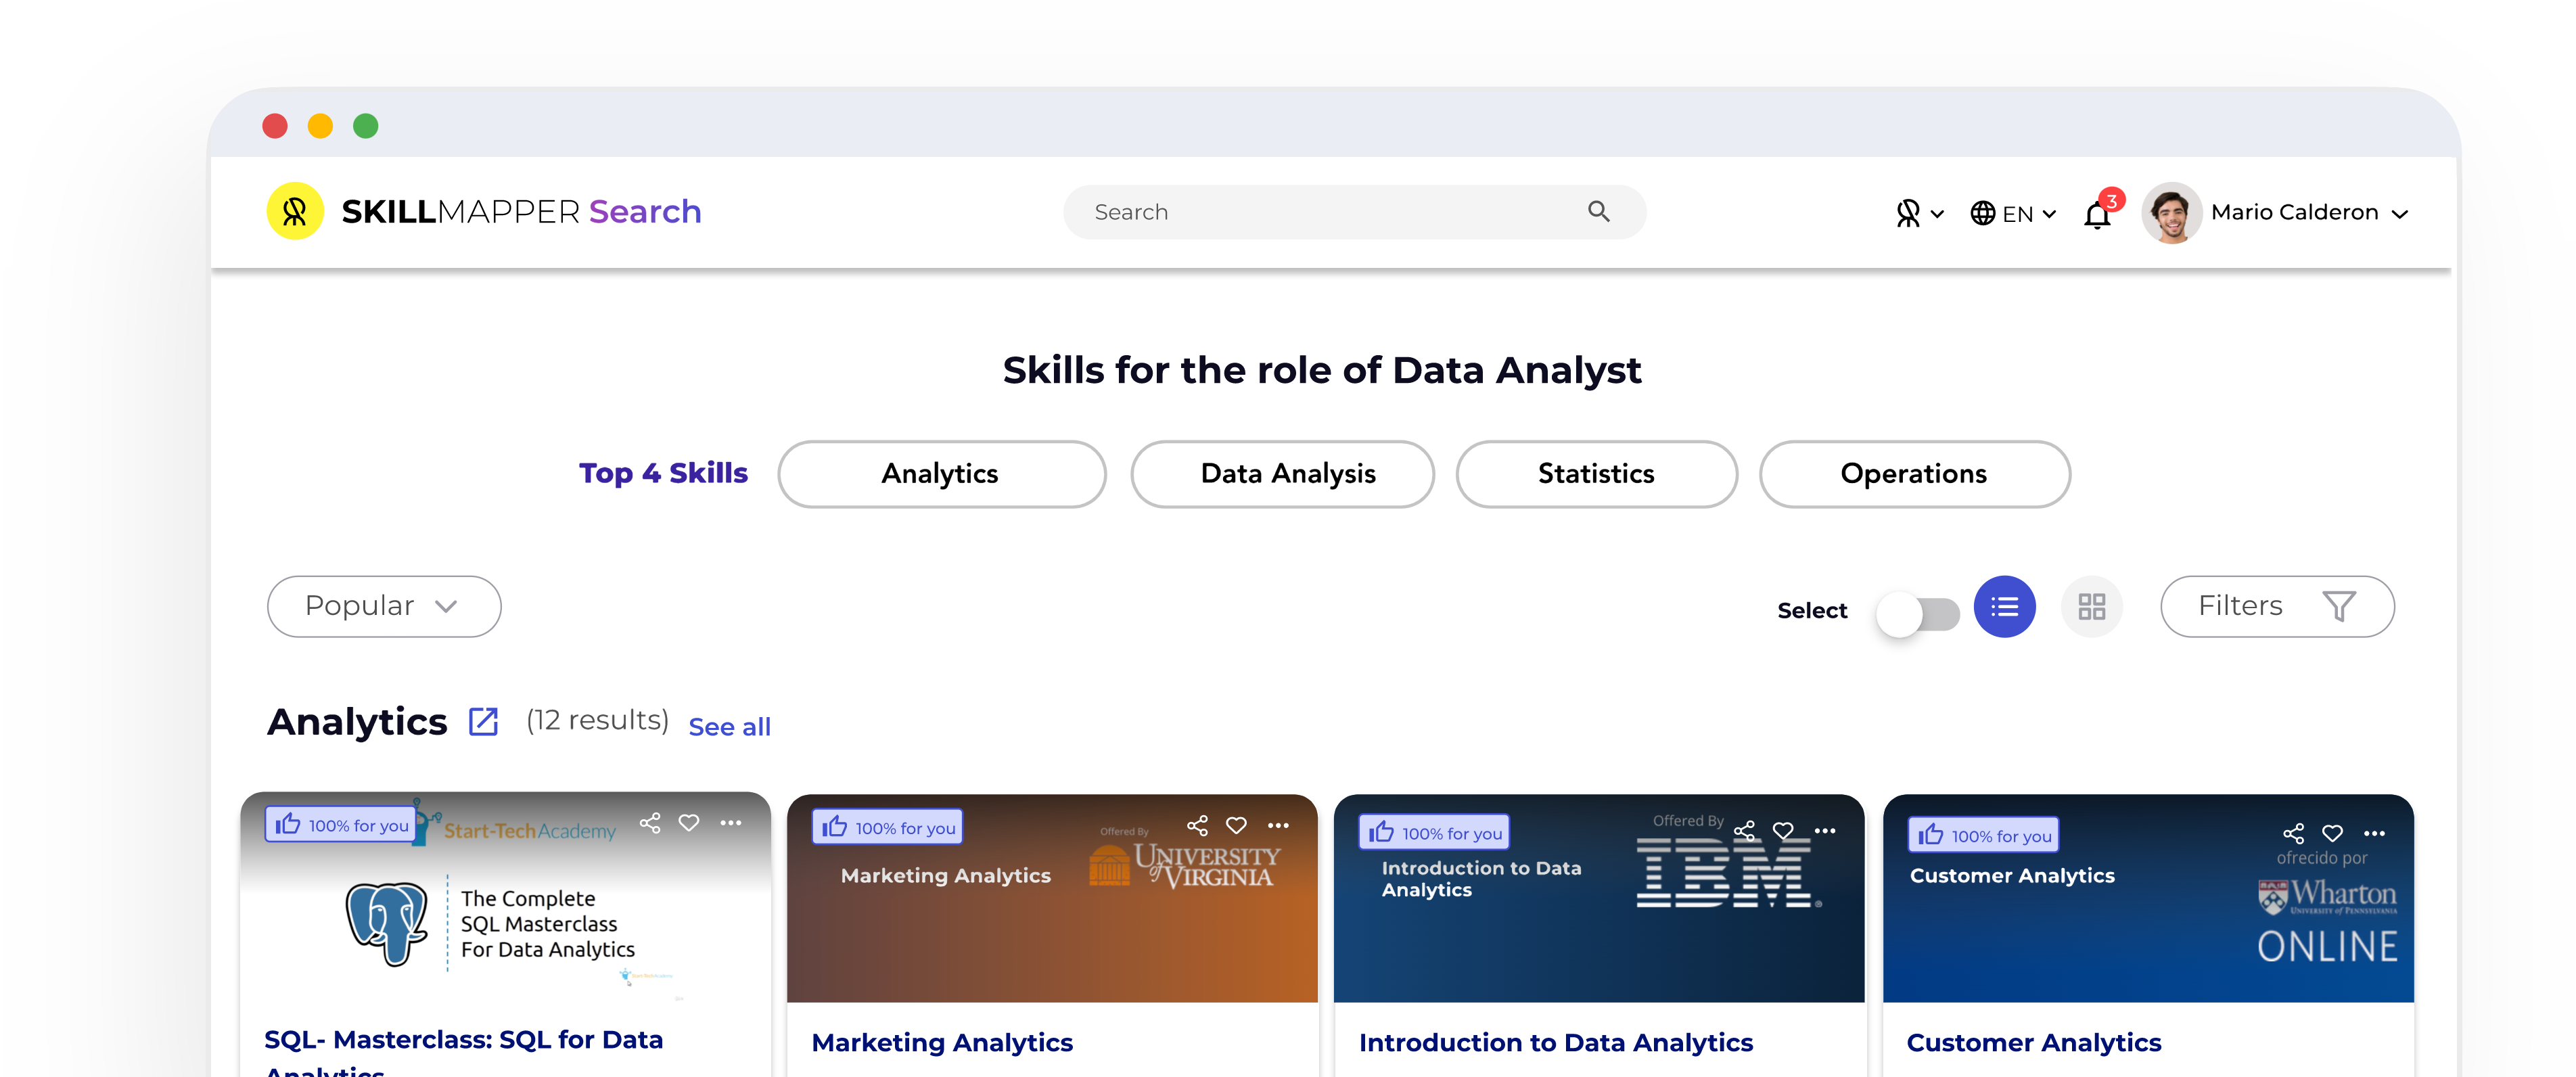 SKILLMAPPER Search
Search
EN
3
Mario Calderon
Skills for the role of Data Analyst
Top 4 Skills
Analytics
Data Analysis
Statistics
Operations
Popular
Select
Filters
Analytics
(12 results)
See all
100% for you
Start-Tech Academy
The Complete
SQL Masterclass
For Data Analytics
SQL- Masterclass: SQL for Data
Analytics
100% for you
Offered By
UNIVERSITY
of VIRGINIA
Marketing Analytics
Marketing Analytics
100% for you
Offered By
IBM®
Introduction to Data
Analytics
Introduction to Data Analytics
100% for you
ofrecido por
Customer Analytics
Wharton
UNIVERSITY of PENNSYLVANIA
ONLINE
Customer Analytics